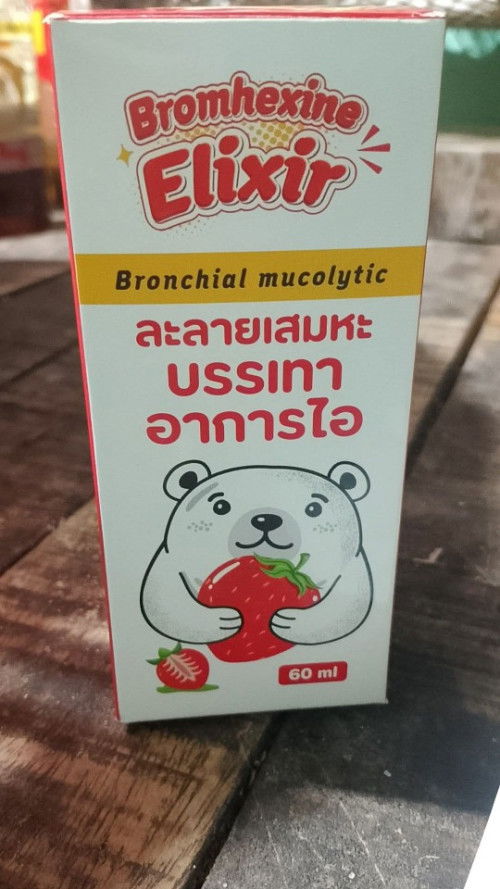 Bromhexine
Elixir
Bronchial mucolytic
ละลายเสมหะ
บรรเทา
อาการไอ
60 ml